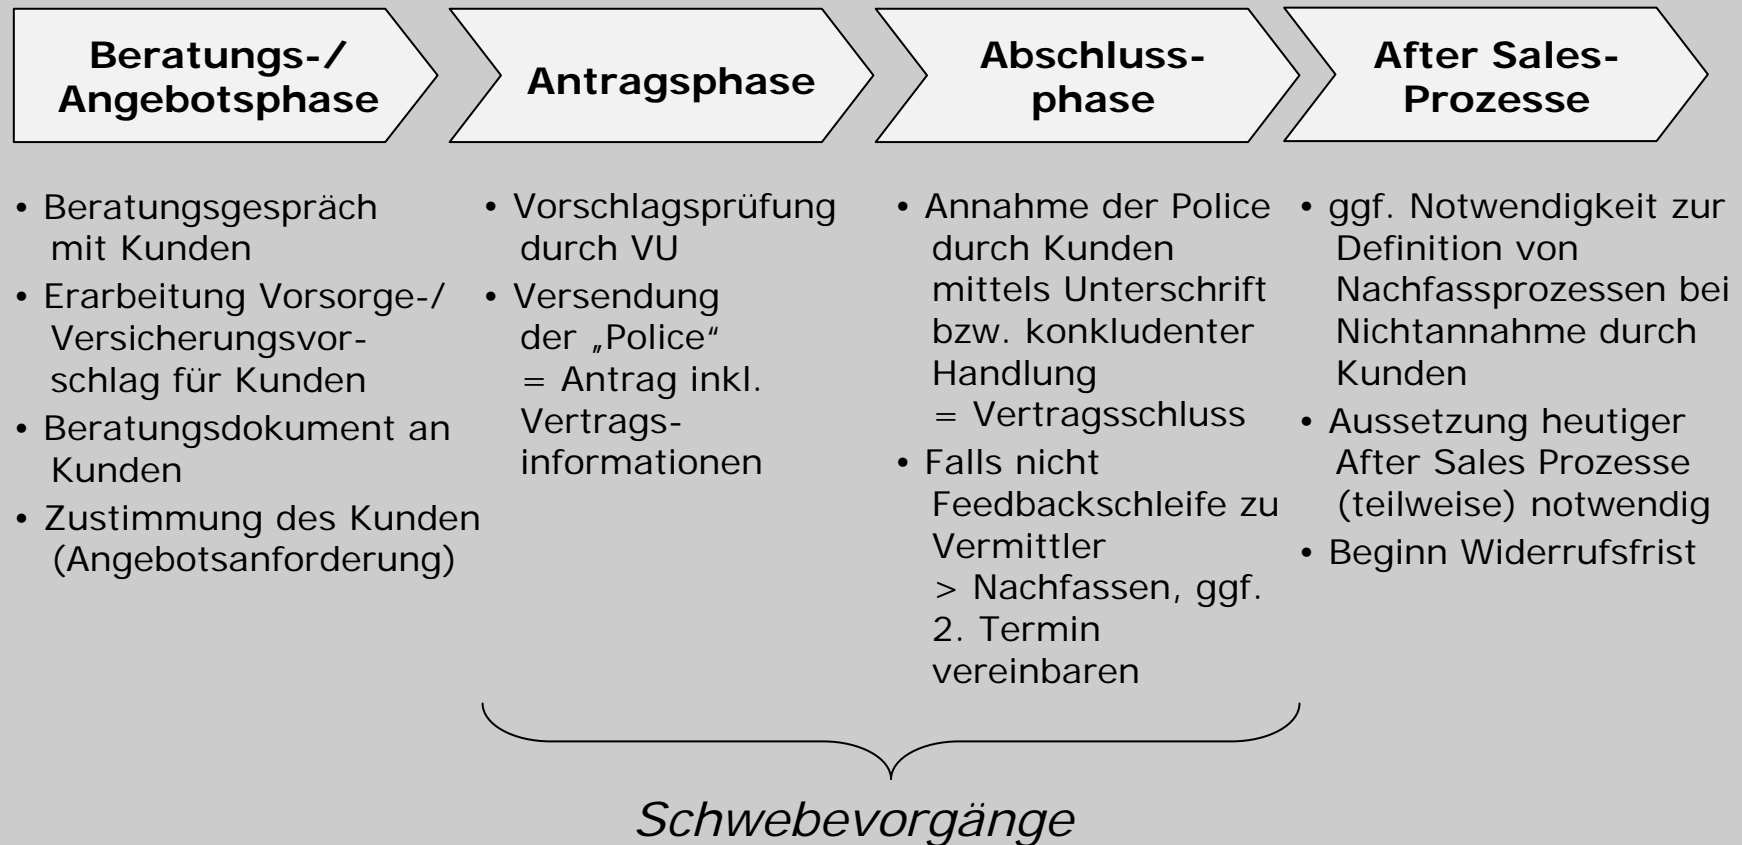 Beratungs-/
Angebotsphase
Antragsphase
Abschluss-
phase
After Sales-
Prozesse
• Beratungsgespräch
mit Kunden
• Erarbeitung Vorsorge-/
Versicherungsvor-
schlag für Kunden
• Beratungsdokument an
Kunden
• Zustimmung des Kunden
(Angebotsanforderung)
• Vorschlagsprüfung
durch VU
• Versendung
der „Police“
= Antrag inkl.
Vertrags-
informationen
• Annahme der Police
durch Kunden
mittels Unterschrift
bzw. konkludenter
Handlung
= Vertragsschluss
• Falls nicht
Feedbackschleife zu
Vermittler
> Nachfassen, ggf.
2. Termin
vereinbaren
• ggf. Notwendigkeit zur
Definition von
Nachfassprozessen bei
Nichtannahme durch
Kunden
• Aussetzung heutiger
After Sales Prozesse
(teilweise) notwendig
• Beginn Widerrufsfrist
Schwebevorgänge